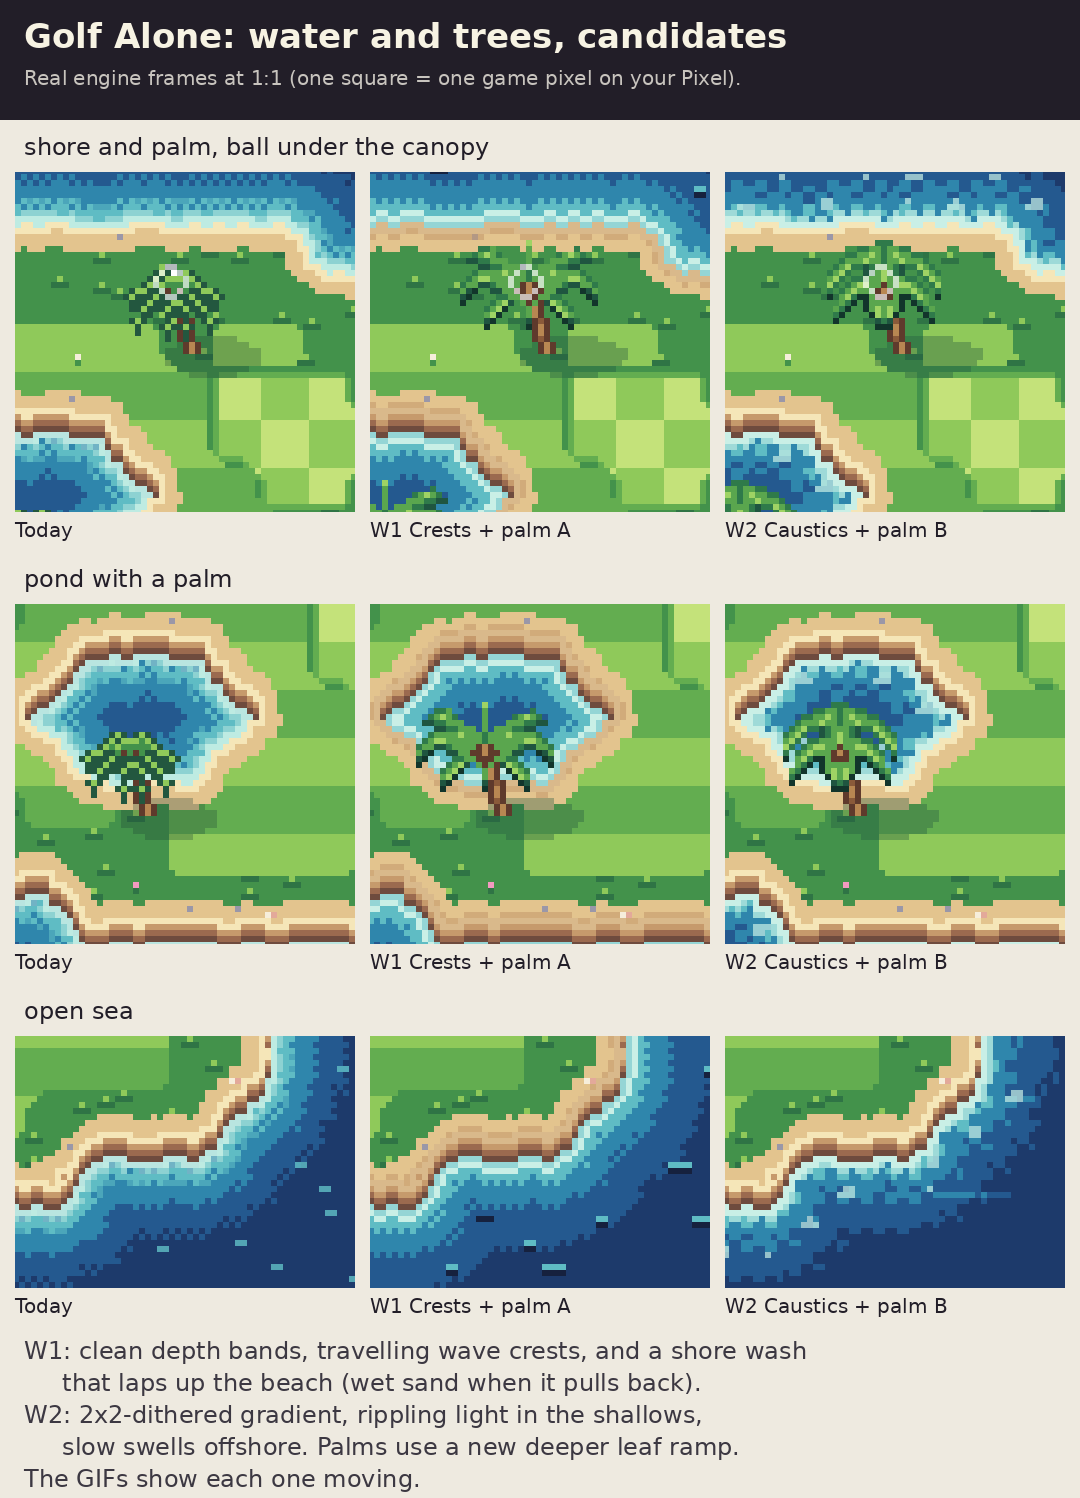 Golf Alone: water and trees, candidates
Real engine frames at 1:1 (one square = one game pixel on your Pixel).
shore and palm, ball under the canopy
Today
W1 Crests + palm A
W2 Caustics + palm B
pond with a palm
Today
W1 Crests + palm A
W2 Caustics + palm B
open sea
Today
W1 Crests + palm A
W2 Caustics + palm B
W1: clean depth bands, travelling wave crests, and a shore wash
that laps up the beach (wet sand when it pulls back).
W2: 2x2-dithered gradient, rippling light in the shallows,
slow swells offshore. Palms use a new deeper leaf ramp.
The GIFs show each one moving.